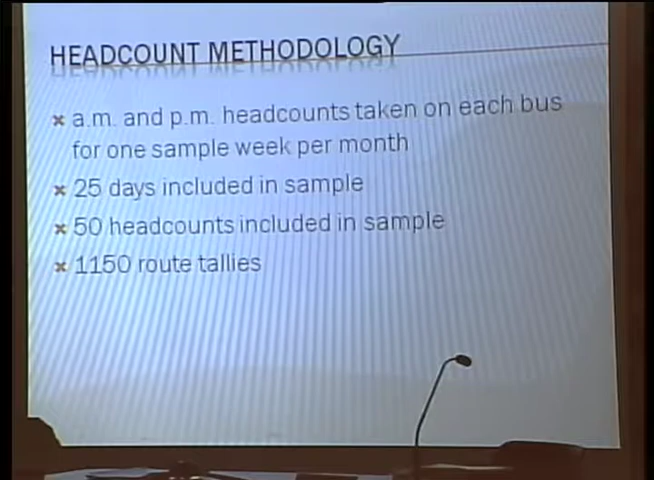 HEADCOUNT METHODOLOGY
a.m. and p.m. headcounts taken on each bus
for one sample week per month
25 days included in sample
50 headcounts included in sample
1150 route tallies